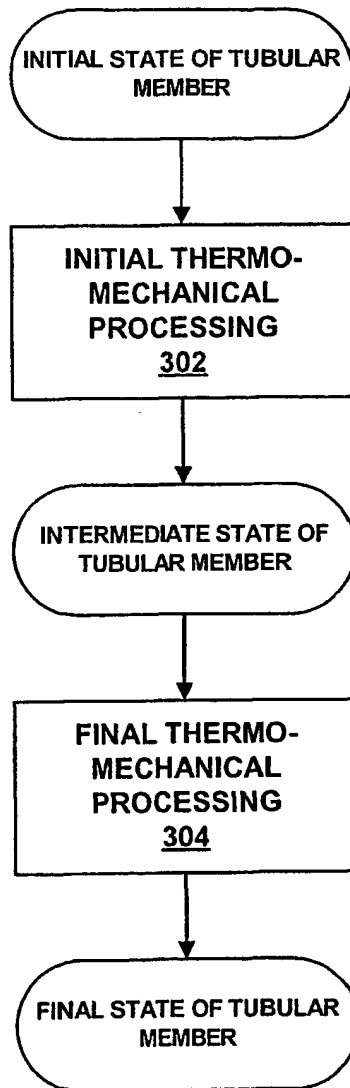 INITIAL STATE OF TUBULAR
MEMBER
INITIAL THERMO-
MECHANICAL
PROCESSING
302
INTERMEDIATE STATE OF
TUBULAR MEMBER
FINAL THERMO-
MECHANICAL
PROCESSING
304
FINAL STATE OF TUBULAR
MEMBER